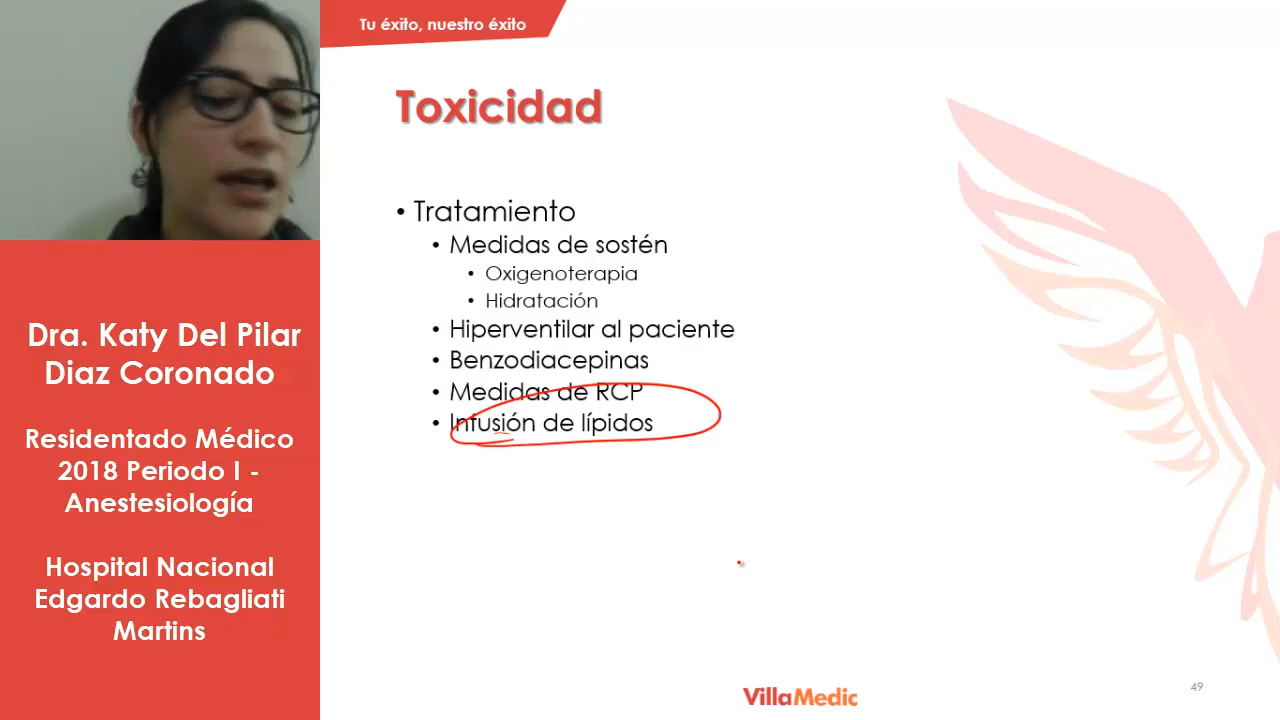 Tu éxito, nuestro éxito
Toxicidad
• Tratamiento
• Medidas de sostén
• Oxigenoterapia
• Hidratación
• Hiperventilar al paciente
• Benzodiacepinas
• Medidas de RCP
• Infusión de lípidos
Dra. Katy Del Pilar
Diaz Coronado
Residentado Médico
2018 Periodo I -
Anestesiología
Hospital Nacional
Edgardo Rebagliati
Martins
VillaMedic
49